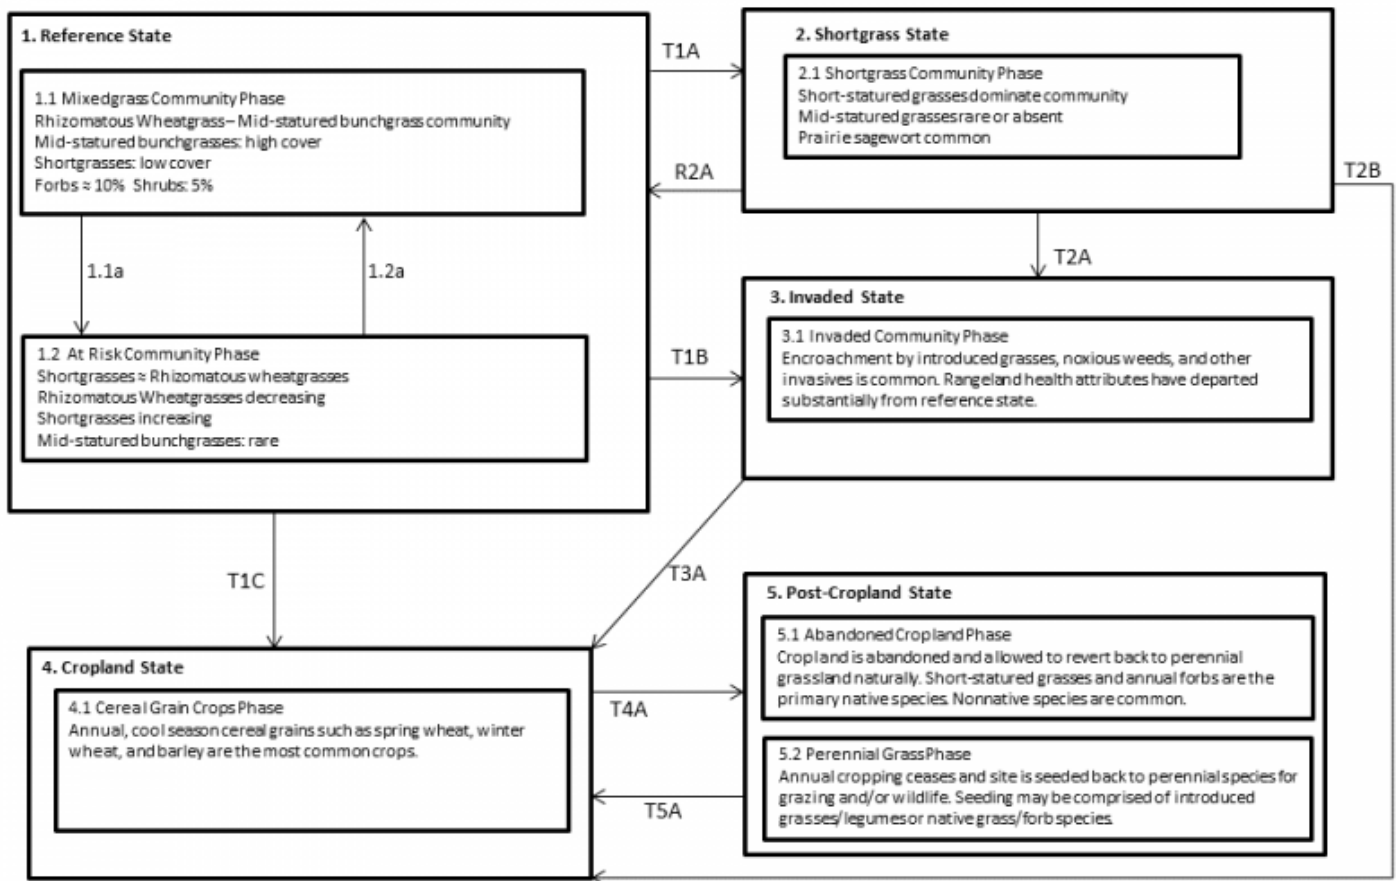 1. Reference State
1.1 Mixedgrass Community Phase
Rhizomatous Wheatgrass– Mid-statured bunchgrass community
Mid-statured bunchgrasses: high cover
Shortgrasses: low cover
Forbs ≈ 10% Shrubs: 5%
1.1a
1.2a
1.2 At Risk Community Phase
Shortgrasses ≈ Rhizomatous wheatgrasses
Rhizomatous Wheatgrasses decreasing
Shortgrasses increasing
Mid-statured bunchgrasses: rare
T1A
R2A
T1B
T1C
2. Shortgrass State
2.1 Shortgrass Community Phase
Short-statured grasses dominate community
Mid-statured grasses rare or absent
Prairie sagewort common
T2B
T2A
3. Invaded State
3.1 Invaded Community Phase
Encroachment by introduced grasses, noxious weeds, and other
invasives is common. Rangeland health attributes have departed
substantially from reference state.
T3A
4. Cropland State
4.1 Cereal Grain Crops Phase
Annual, cool season cereal grains such as spring wheat, winter
wheat, and barley are the most common crops.
T4A
T5A
5. Post-Cropland State
5.1 Abandoned Cropland Phase
Cropland is abandoned and allowed to revert back to perennial
grassland naturally. Short-statured grasses and annual forbs are the
primary native species. Nonnative species are common.
5.2 Perennial Grass Phase
Annual cropping ceases and site is seeded back to perennial species for
grazing and/or wildlife. Seeding may be comprised of introduced
grasses/legumes or native grass/forb species.